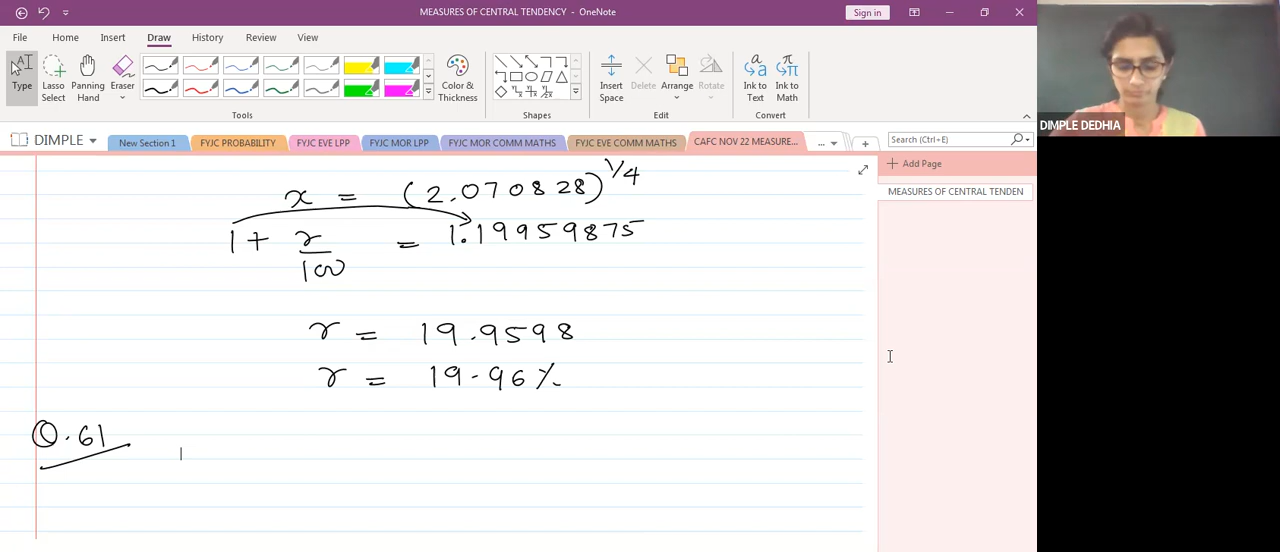 MEASURES OF CENTRAL TENDENCY - OneNote
Sign in
File Home Insert Draw History Review View
Type
Lasso Select
Panning Hand
Eraser
Color & Thickness
Insert Space
Delete
Arrange
Rotate
Ink to Text
Ink to Math
Tools
Shapes
Edit
Convert
DIMPLE
New Section 1
FYJC PROBABILITY
FYJC EVE LPP
FYJC MOR LPP
FYJC MOR COMM MATHS
FYJC EVE COMM MATHS
CAFC NOV 22 MEASURE...
Search (Ctrl+E)
Add Page
MEASURES OF CENTRAL TENDEN
DIMPLE DEDHIA
x = (2.070828)^1/4
1 + r/100 = 1.19959875
r = 19.9598
r = 19.96%
Q.61